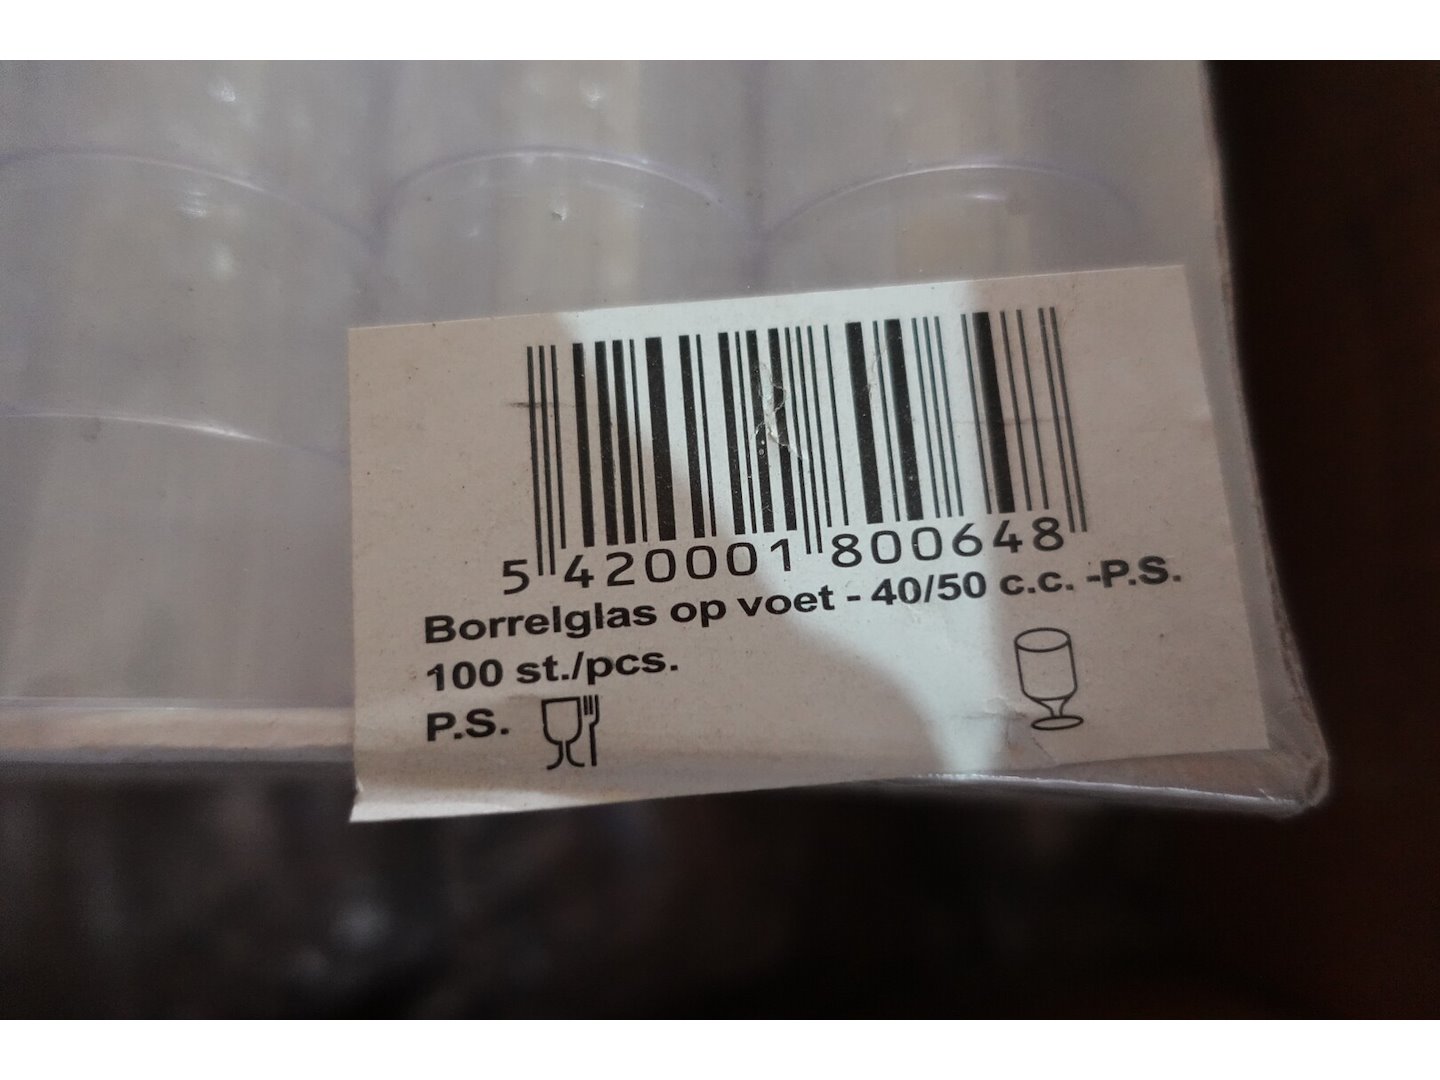 5 420001 800648
Borrelglas op voet - 40/50 c.c. -P.S.
100 st./pcs.
P.S.